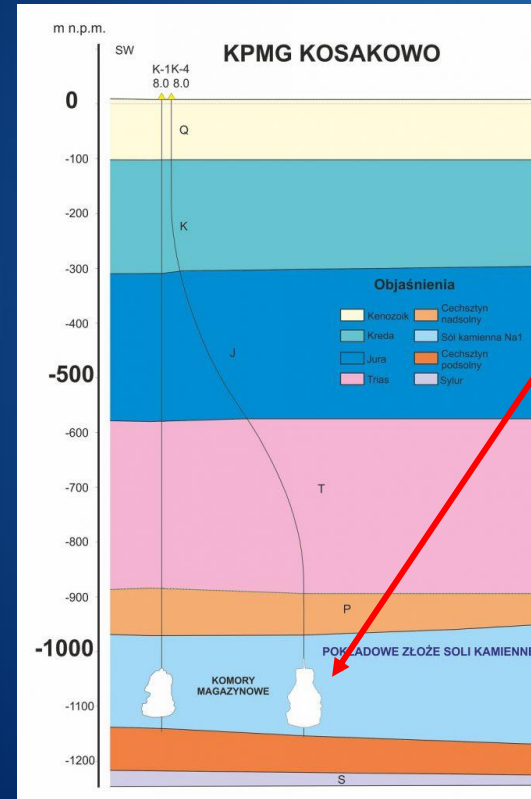 m n.p.m.
SW
KPMG KOSAKOWO
K-1 K-4
8.0 8.0
0
Q
-100
-200
K
-300
Objaśnienia
Kenozoik
Cechsztyn
nadsolny
Kreda
Sól kamienna Na1
Jura
Cechsztyn
podsolny
Trias
Sylur
-400
J
-500
-600
T
-700
-800
-900
P
-1000
POKŁADOWE ZŁOŻE SOLI KAMIENNE
KOMORY
MAGAZYNOWE
-1100
-1200
S